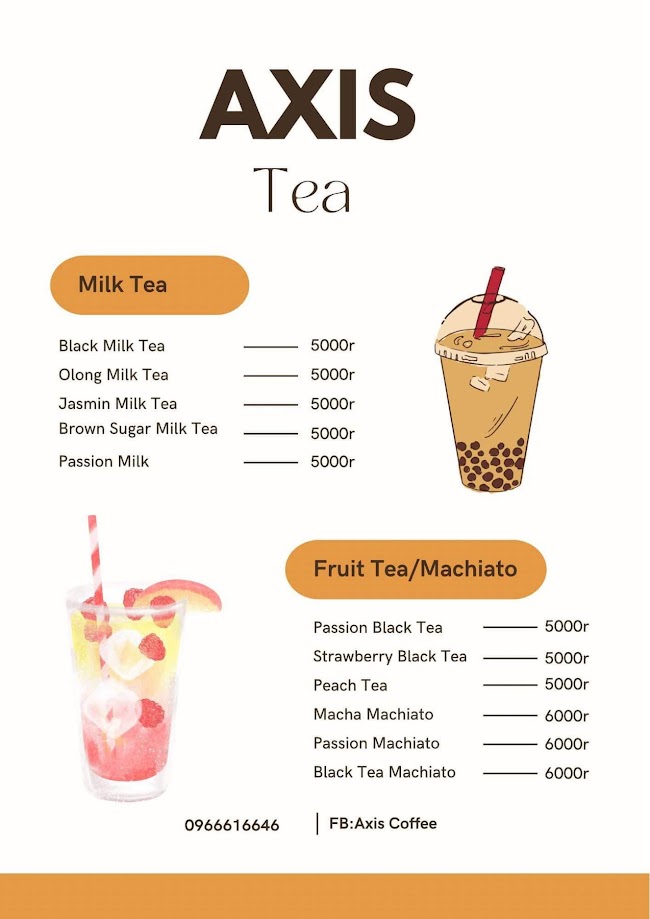 AXIS
Tea
Milk Tea
Black Milk Tea 5000r
Olong Milk Tea 5000r
Jasmin Milk Tea 5000r
Brown Sugar Milk Tea 5000r
Passion Milk 5000r
Fruit Tea/Machiato
Passion Black Tea 5000r
Strawberry Black Tea 5000r
Peach Tea 5000r
Macha Machiato 6000r
Passion Machiato 6000r
Black Tea Machiato 6000r
0966616646 | FB:Axis Coffee